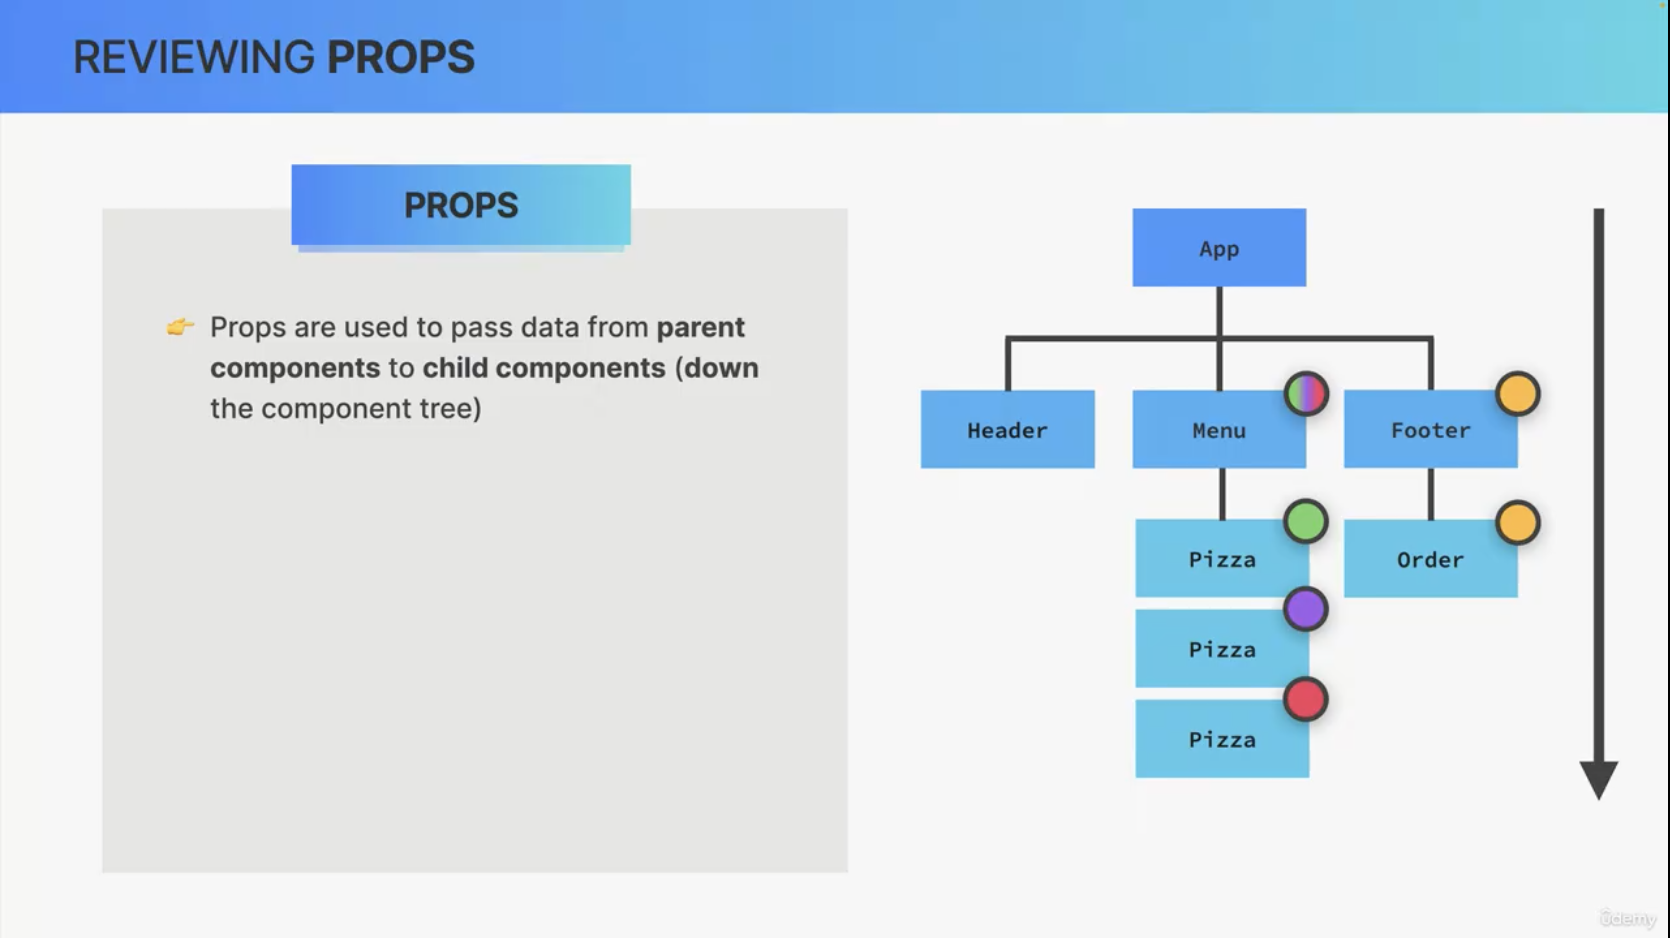 REVIEWING PROPS
PROPS
👉 Props are used to pass data from parent
components to child components (down
the component tree)
App
Header
Menu
Footer
Pizza
Order
Pizza
Pizza
ûdemy